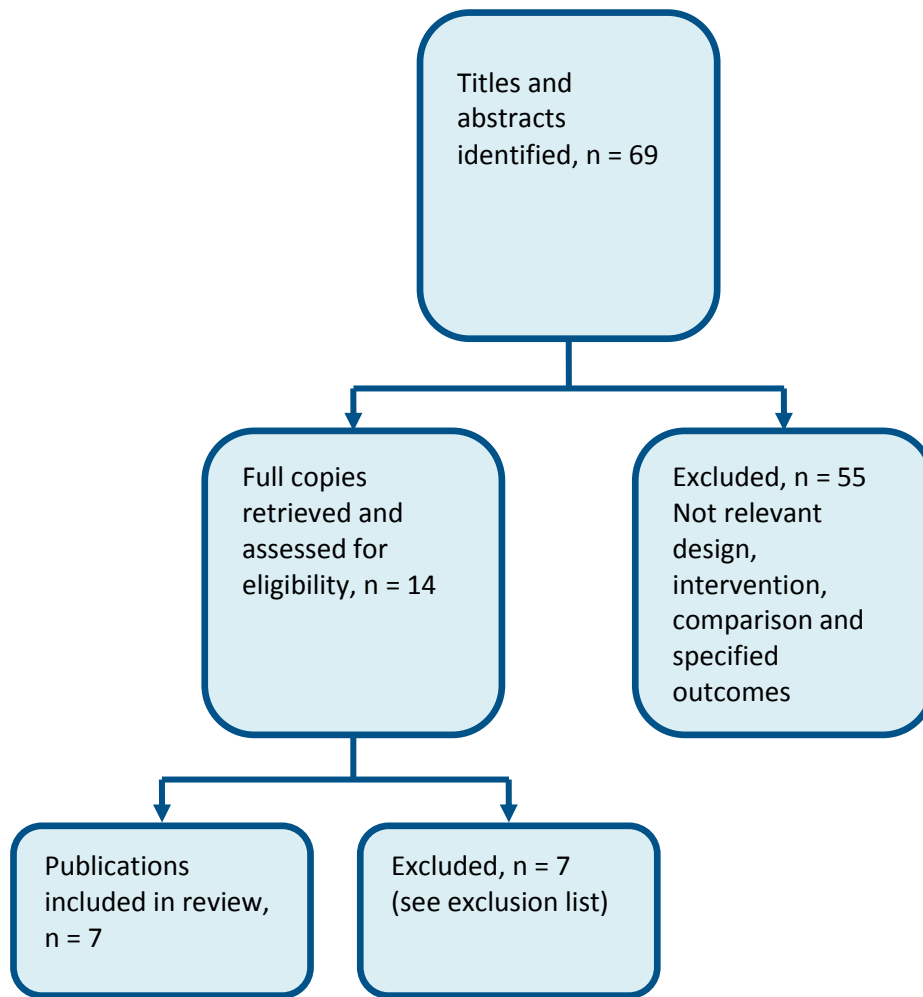 Titles and
abstracts
identified, n = 69
Full copies
retrieved and
assessed for
eligibility, n = 14
Excluded, n = 55
Not relevant
design,
intervention,
comparison and
specified
outcomes
Publications
included in review,
n = 7
Excluded, n = 7
(see exclusion list)